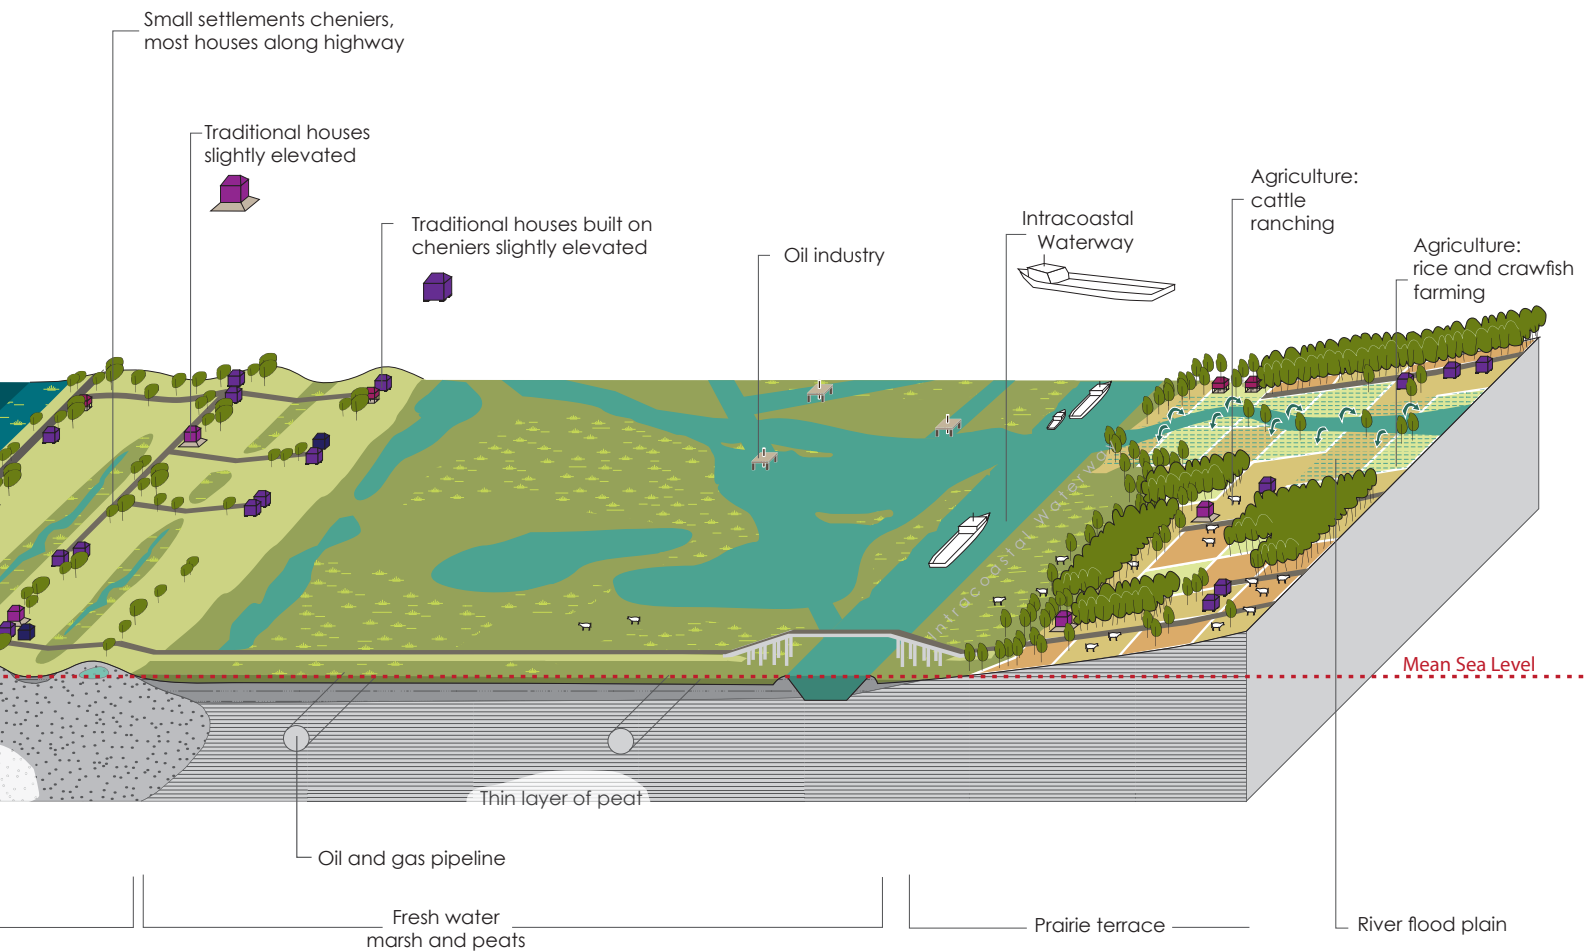 Small settlements cheniers,
most houses along highway
Traditional houses
slightly elevated
Traditional houses built on
cheniers slightly elevated
Oil industry
Intracoastal
Waterway
Agriculture:
cattle
ranching
Agriculture:
rice and crawfish
farming
Intracoastal Waterway
Mean Sea Level
Thin layer of peat
Oil and gas pipeline
Fresh water
marsh and peats
Prairie terrace
River flood plain